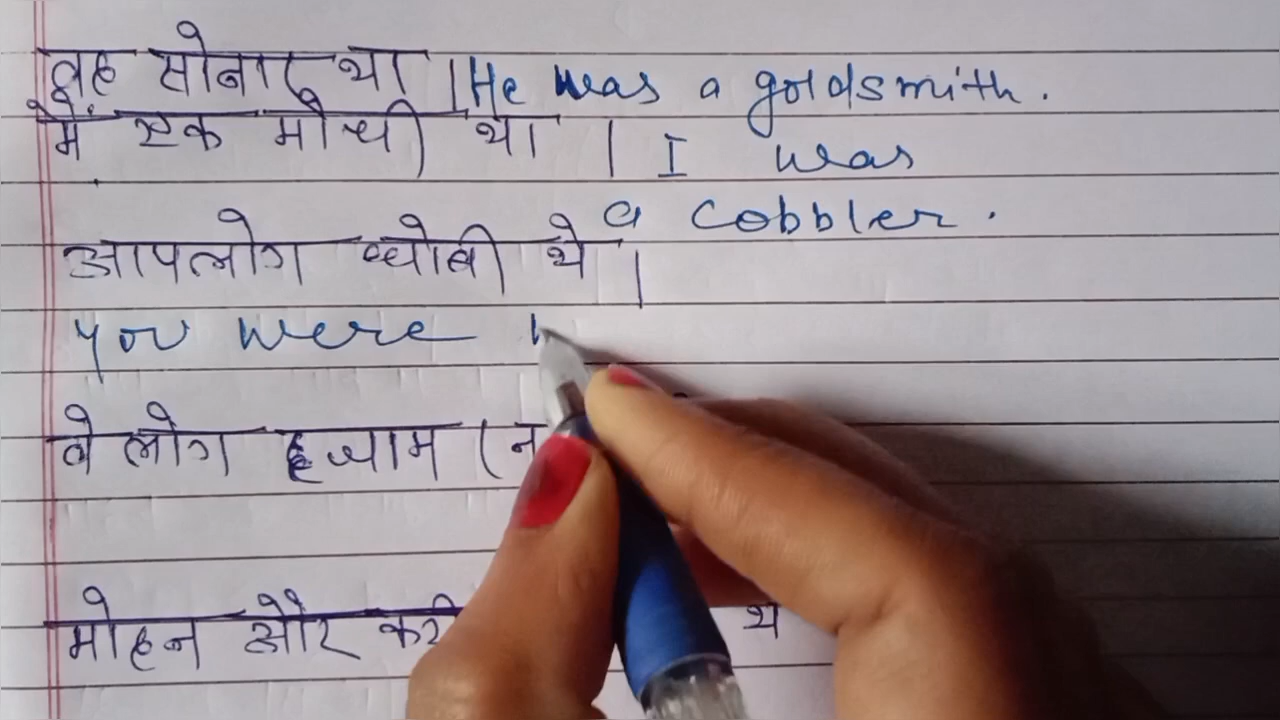 वह सोनार था । He was a goldsmith.
मैं एक मोची था । I was
a cobbler.
आपलोग धोबी थे ।
you were
वे लोग हजाम (
मोहन और